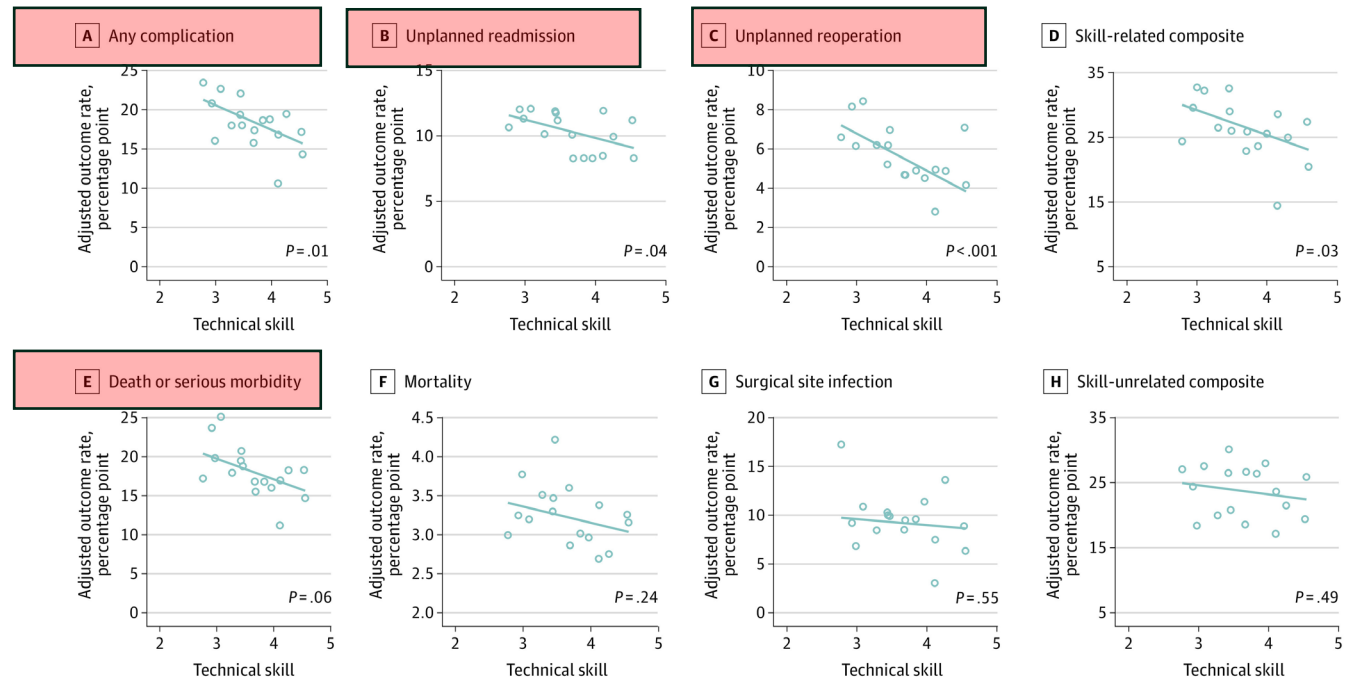 A Any complication
B Unplanned readmission
C Unplanned reoperation
D Skill-related composite
Adjusted outcome rate,
percentage point
25
20
15
10
5
0
P=.01
2 3 4 5
Technical skill
Adjusted outcome rate,
percentage point
15
10
5
0
P=.04
2 3 4 5
Technical skill
Adjusted outcome rate,
percentage point
10
8
6
4
2
0
P<.001
2 3 4 5
Technical skill
Adjusted outcome rate,
percentage point
35
25
15
5
P=.03
2 3 4 5
Technical skill
E Death or serious morbidity
F Mortality
G Surgical site infection
H Skill-unrelated composite
Adjusted outcome rate,
percentage point
25
20
15
10
5
0
P=.06
2 3 4 5
Technical skill
Adjusted outcome rate,
percentage point
4.5
4.0
3.5
3.0
2.5
2.0
P=.24
2 3 4 5
Technical skill
Adjusted outcome rate,
percentage point
20
15
10
5
0
P=.55
2 3 4 5
Technical skill
Adjusted outcome rate,
percentage point
35
25
15
5
P=.49
2 3 4 5
Technical skill